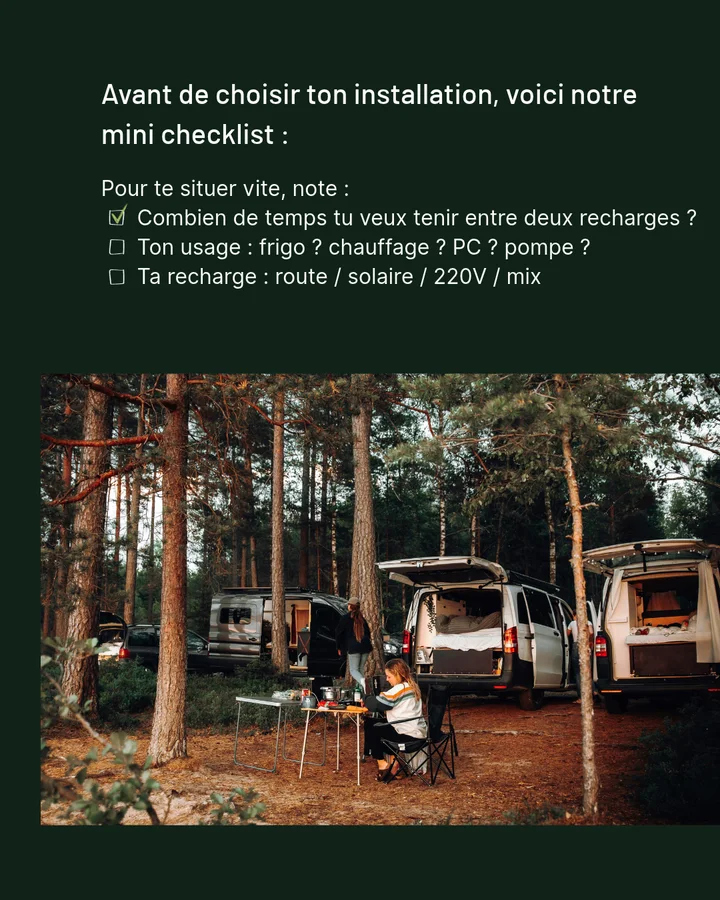 Avant de choisir ton installation, voici notre
mini checklist :
Pour te situer vite, note :
☑ Combien de temps tu veux tenir entre deux recharges ?
☐ Ton usage : frigo ? chauffage ? PC ? pompe ?
☐ Ta recharge : route / solaire / 220V / mix